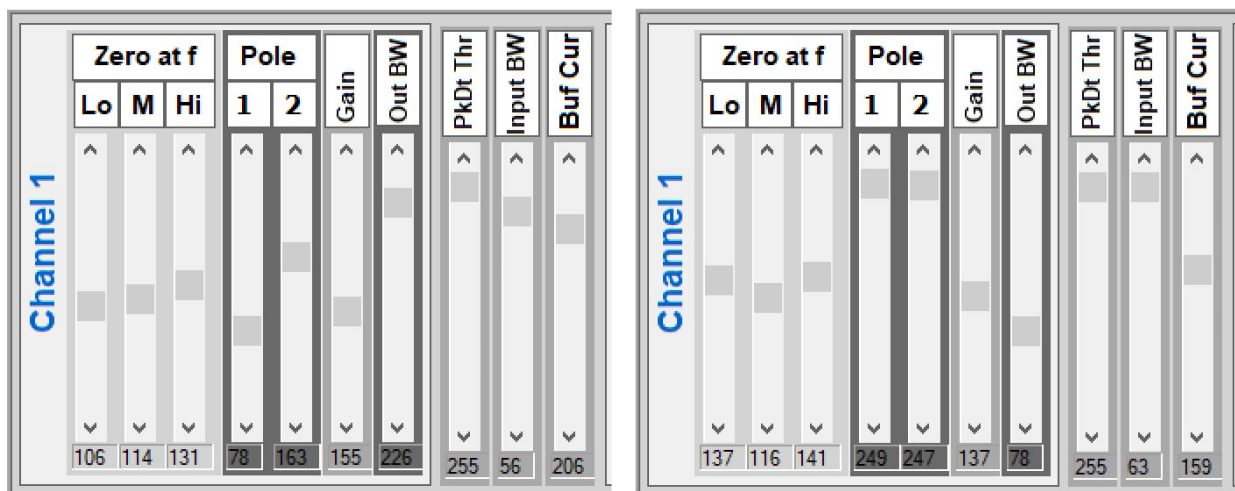 Channel 1
Zero at f
Lo M Hi
Pole
1 2
Gain
Out BW
PkDt Thr
Input BW
Buf Cur
106 114 131 78 163 155 226 255 56 206
Channel 1
Zero at f
Lo M Hi
Pole
1 2
Gain
Out BW
PkDt Thr
Input BW
Buf Cur
137 116 141 249 247 137 78 255 63 159